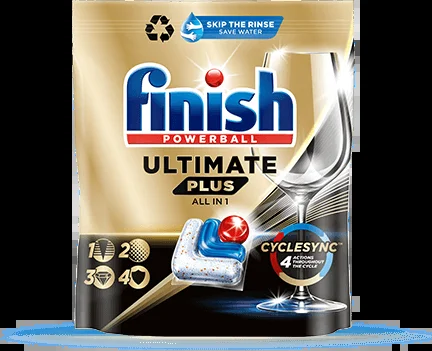 SKIP THE RINSE
SAVE WATER
finish
POWERBALL
ULTIMATE
PLUS
ALL IN 1
1 2
3 4
CYCLESYNC™
4 ACTIONS
THROUGHOUT
THE CYCLE